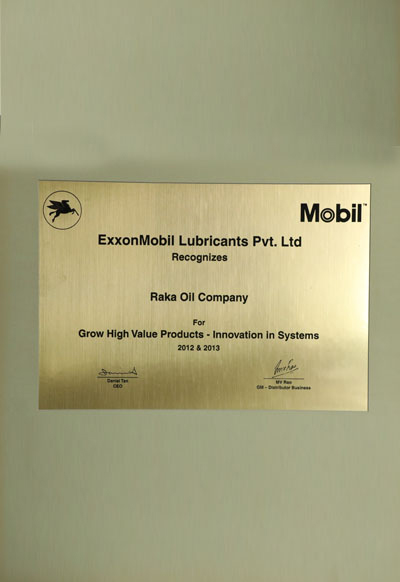 Mobil™
ExxonMobil Lubricants Pvt. Ltd
Recognizes
Raka Oil Company
For
Grow High Value Products - Innovation in Systems
2012 & 2013
Daniel Tan
CEO
MV Rao
GM – Distributor Business